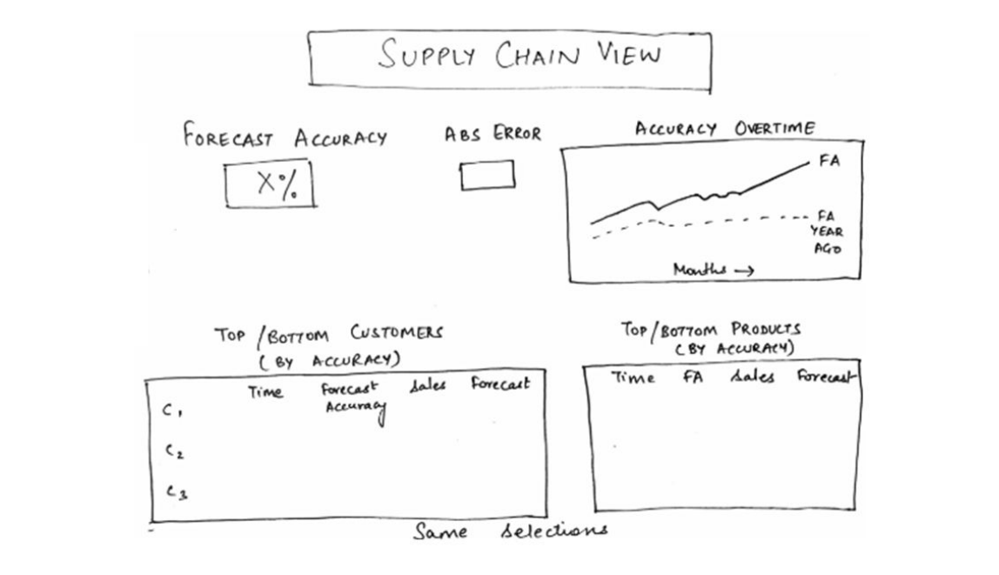 SUPPLY CHAIN VIEW
FORECAST ACCURACY
X%
ABS ERROR
ACCURACY OVERTIME
FA
FA
YEAR
AGO
Months →
TOP/BOTTOM CUSTOMERS
(BY ACCURACY)
Time Forecast Sales Forecast
Accuracy
C1
C2
C3
TOP/BOTTOM PRODUCTS
(BY ACCURACY)
Time FA Sales Forecast
Same selections